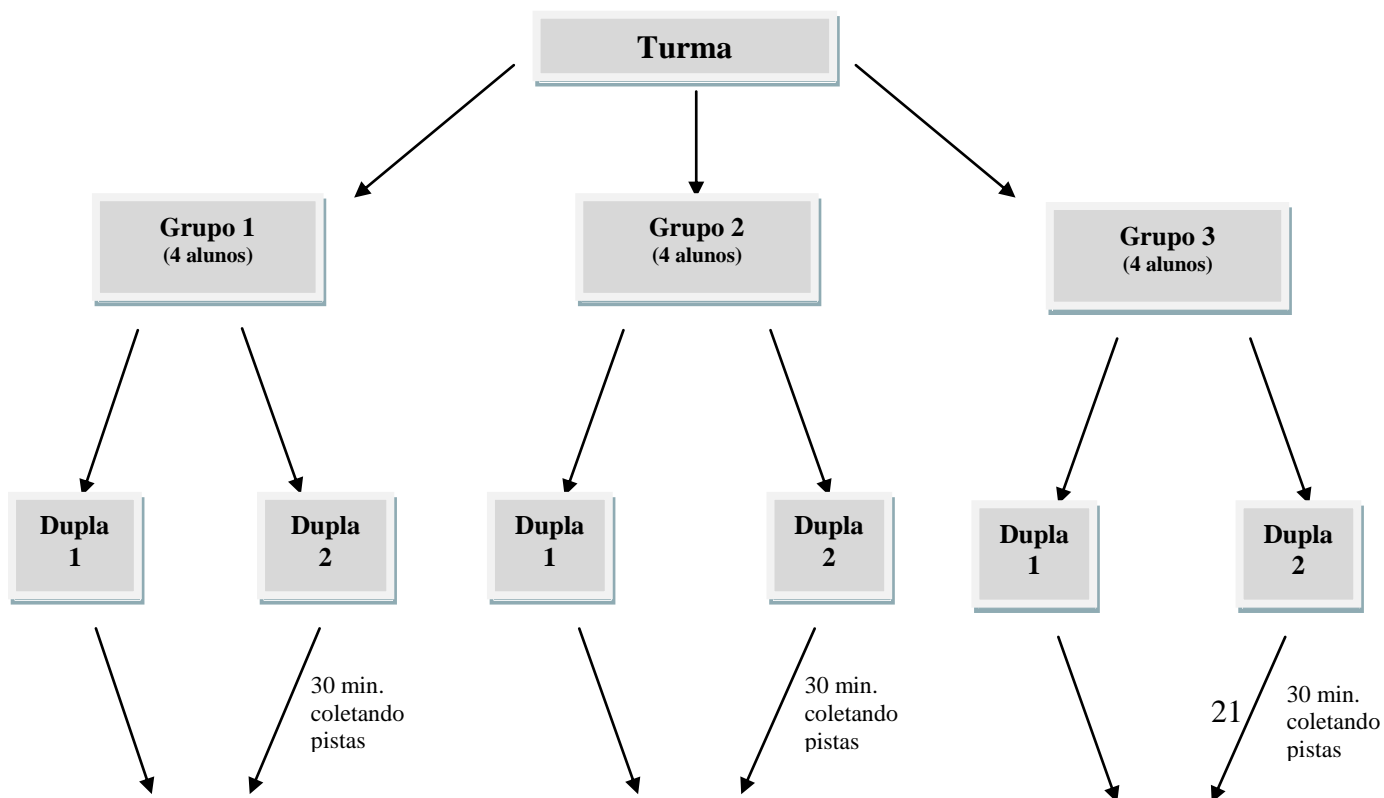 Turma
Grupo 1
(4 alunos)
Grupo 2
(4 alunos)
Grupo 3
(4 alunos)
Dupla
1
Dupla
2
Dupla
1
Dupla
2
Dupla
1
Dupla
2
30 min.
coletando
pistas
30 min.
coletando
pistas
21
30 min.
coletando
pistas